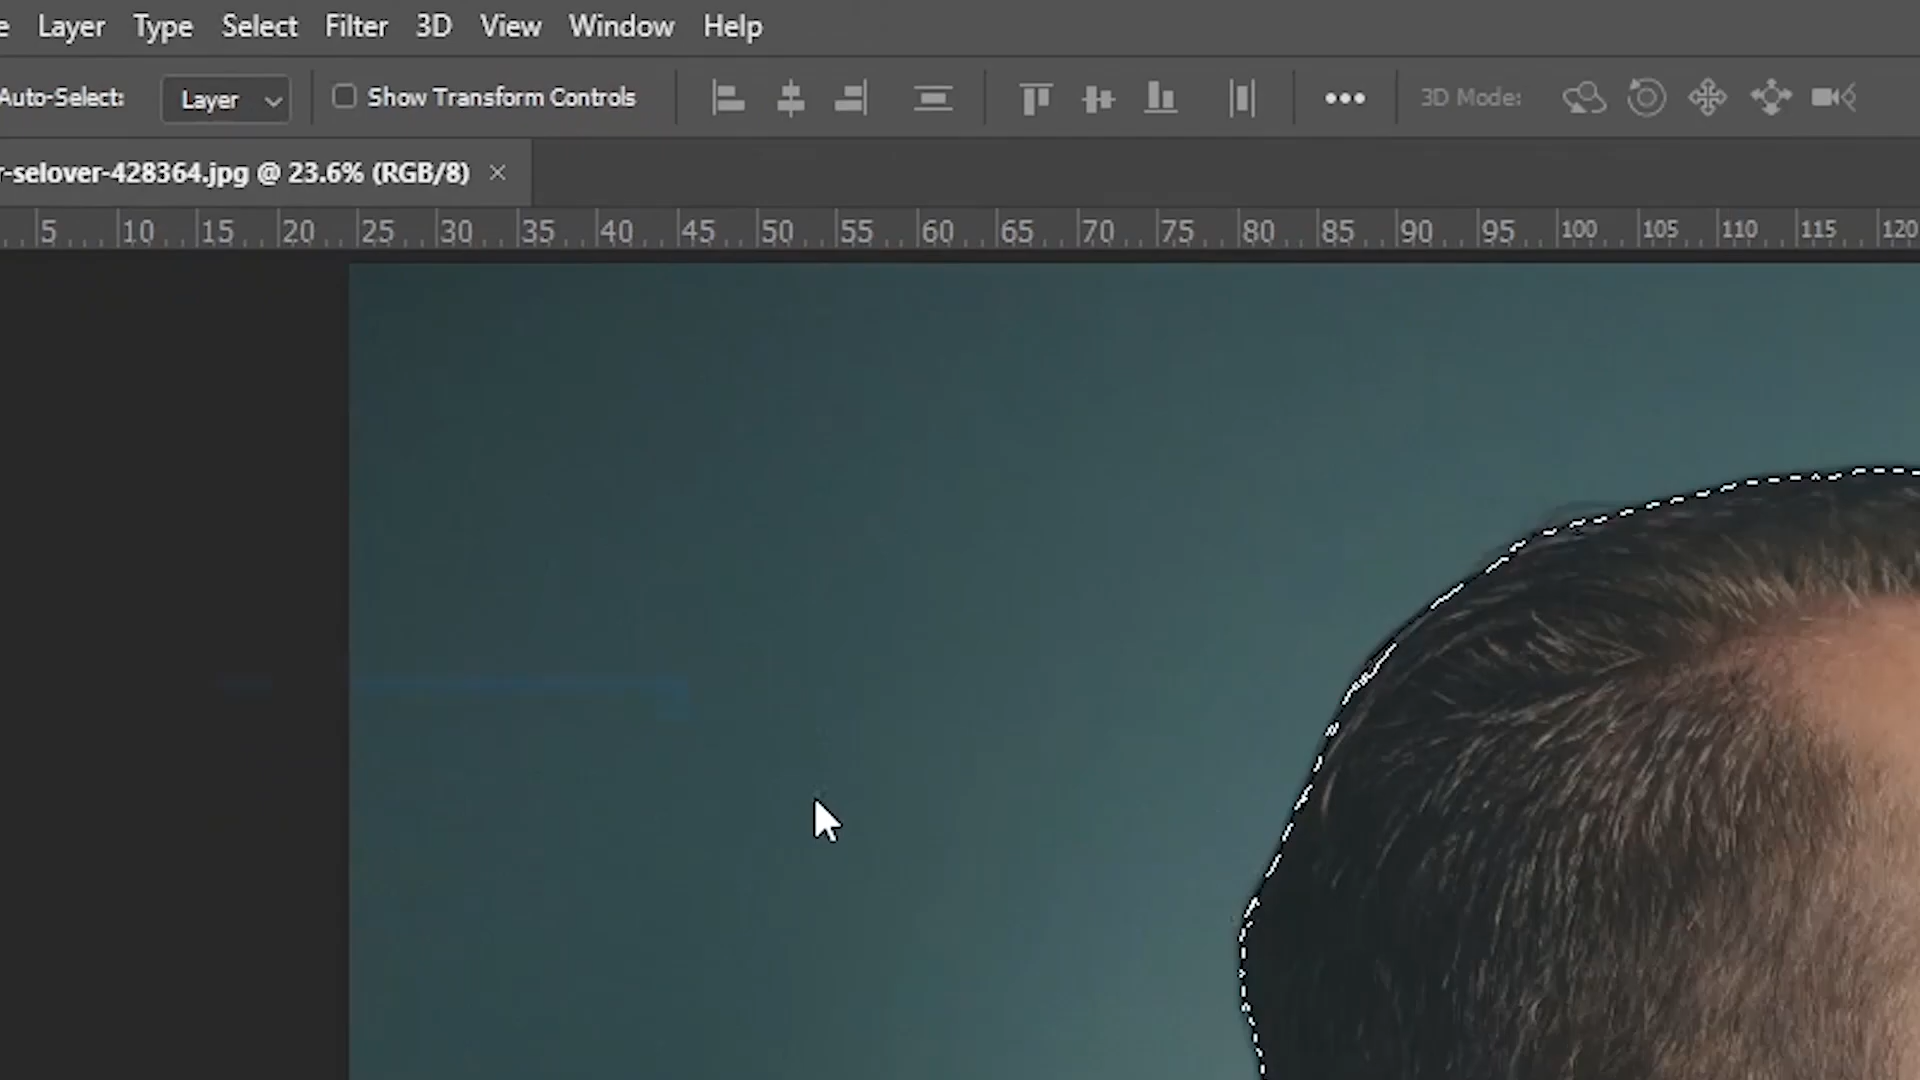 e Layer Type Select Filter 3D View Window Help
Auto-Select: Layer Show Transform Controls 3D Mode:
r-selover-428364.jpg @ 23.6% (RGB/8) ×
5 10 15 20 25 30 35 40 45 50 55 60 65 70 75 80 85 90 95 100 105 110 115 120